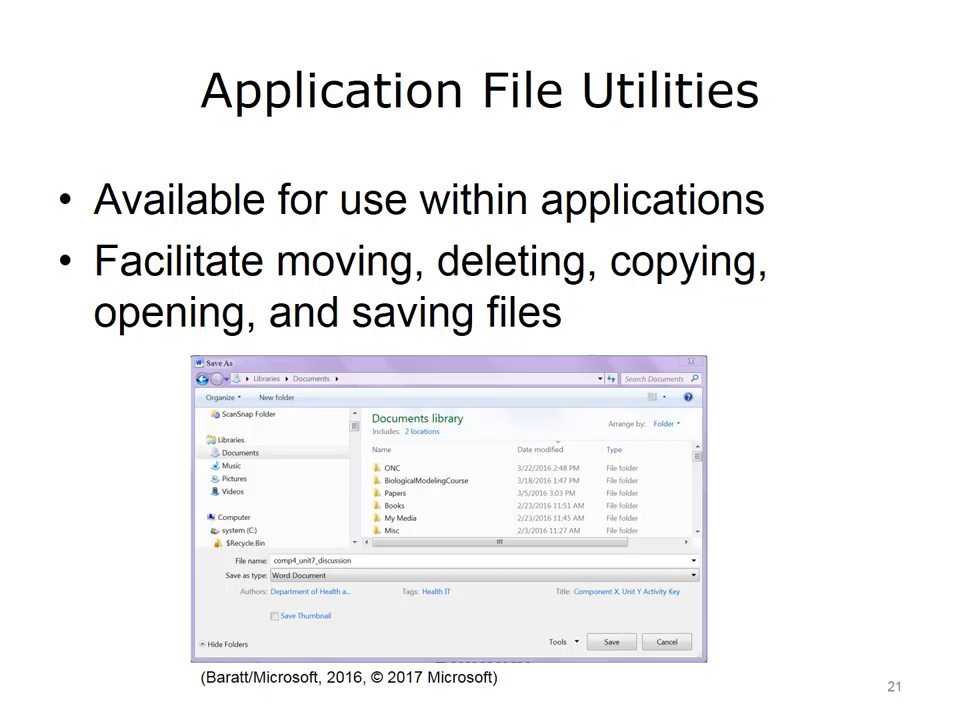 Application File Utilities
• Available for use within applications
• Facilitate moving, deleting, copying,
opening, and saving files
Save As
Libraries Documents
Search Documents
Organize New folder
ScanSnap Folder
Libraries
Documents
Music
Pictures
Videos
Computer
system (C:)
$Recycle.Bin
Documents library
Includes: 2 locations
Arrange by: Folder
Name Date modified Type
ONC 3/22/2016 2:48 PM File folder
BiologicalModelingCourse 3/18/2016 1:47 PM File folder
Papers 3/5/2016 3:03 PM File folder
Books 2/23/2016 11:51 AM File folder
My Media 2/23/2016 11:45 AM File folder
Misc 2/3/2016 11:27 AM File folder
File name: comp4_unit7_discussion
Save as type: Word Document
Authors: Department of Health a... Tags: Health IT Title: Component X, Unit Y Activity Key
Save Thumbnail
Hide Folders Tools Save Cancel
(Baratt/Microsoft, 2016, © 2017 Microsoft)
21